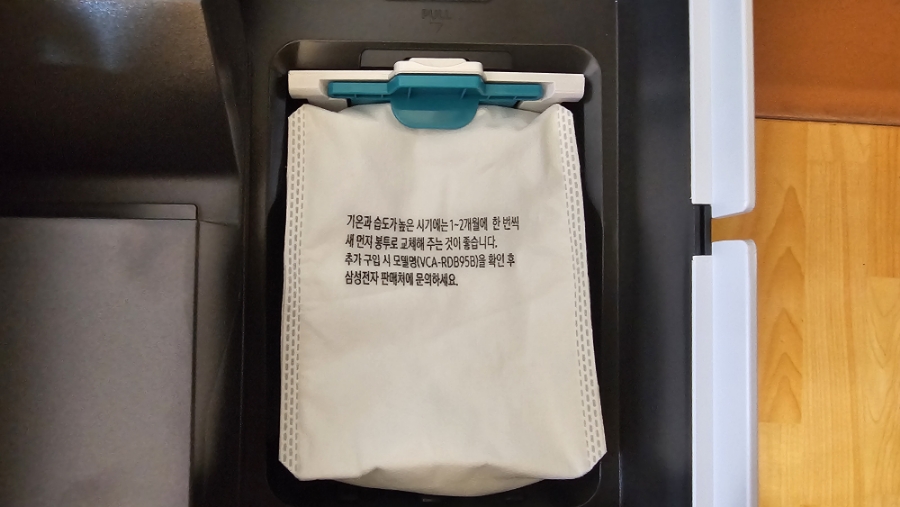 PULL
기온과 습도가 높은 시기에는 1~2개월에 한 번씩
새 먼지 봉투로 교체해 주는 것이 좋습니다.
추가 구입 시 모델명(VCA-RDB95B)을 확인 후
삼성전자 판매처에 문의하세요.